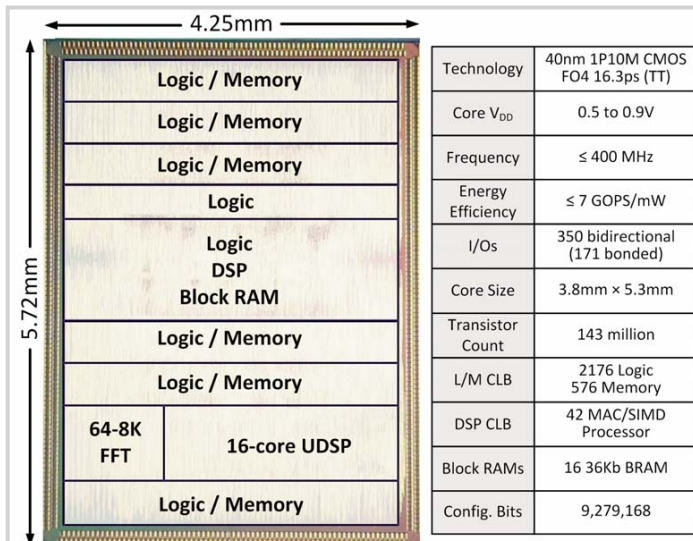 4.25mm
5.72mm
Logic / Memory
Logic / Memory
Logic / Memory
Logic
Logic
DSP
Block RAM
Logic / Memory
Logic / Memory
64-8K
FFT
16-core UDSP
Logic / Memory
Technology
40nm 1P10M CMOS
FO4 16.3ps (TT)
Core VDD
0.5 to 0.9V
Frequency
≤ 400 MHz
Energy
Efficiency
≤ 7 GOPS/mW
I/Os
350 bidirectional
(171 bonded)
Core Size
3.8mm × 5.3mm
Transistor
Count
143 million
L/M CLB
2176 Logic
576 Memory
DSP CLB
42 MAC/SIMD
Processor
Block RAMs
16 36Kb BRAM
Config. Bits
9,279,168